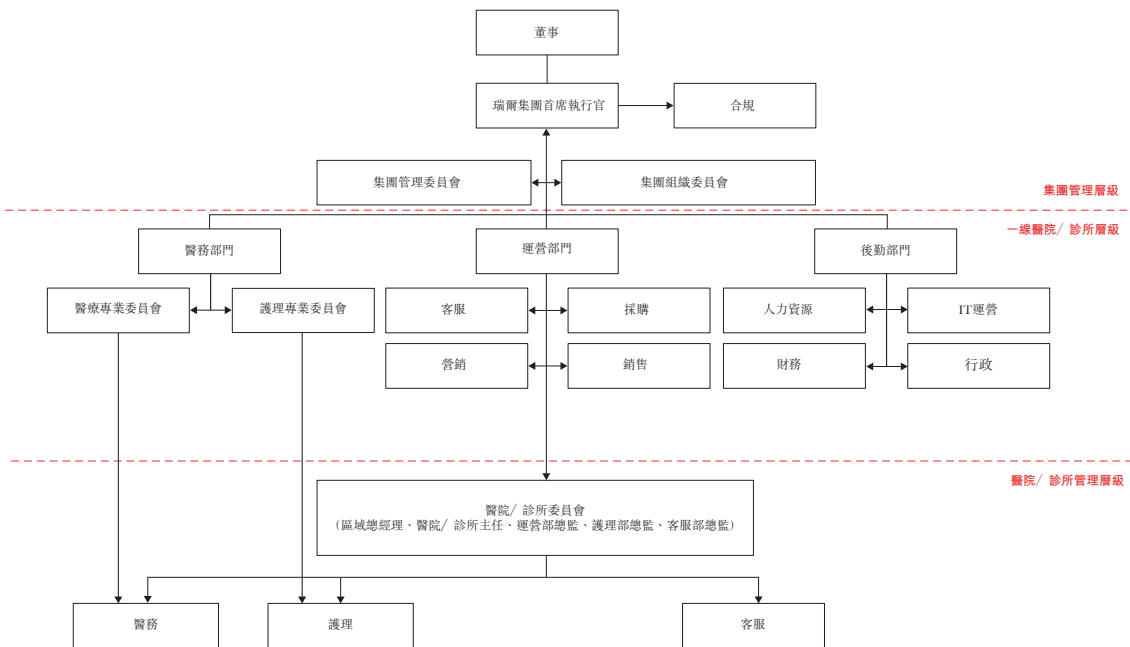 董事
瑞爾集團首席執行官
合規
集團管理委員會
集團組織委員會
集團管理層級
一線醫院/ 診所層級
醫務部門
運營部門
後勤部門
醫療專業委員會
護理專業委員會
客服
採購
人力資源
IT運營
营銷
銷售
財務
行政
醫院/ 診所管理層級
醫院/ 診所委員會
(區域總經理、醫院/ 診所主任、運營部總監、護理部總監、客服部總監)
醫務
護理
客服